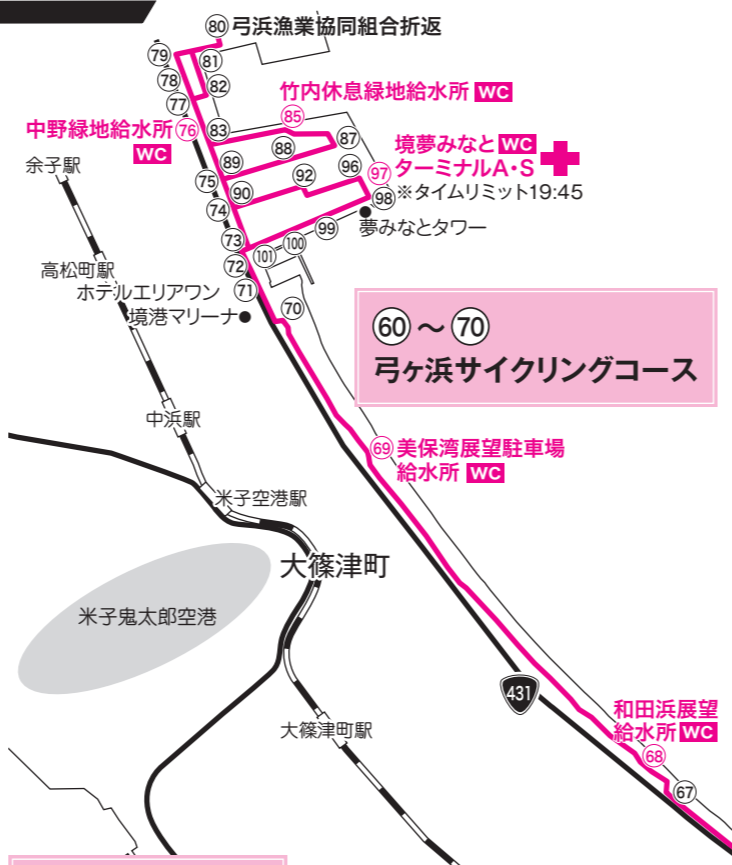 80 弓浜漁業協同組合折返
79
81
78
82
77
竹内休息緑地給水所 WC
中野緑地給水所 76
WC
83
85
87
88
89
境夢みなと WC
ターミナルA・S
97
96
※タイムリミット19:45
98
余子駅
75
90
92
74
夢みなとタワー
99
73
100
101
72
高松町駅
71
ホテルエリアワン
境港マリーナ
70
60 ～ 70
弓ヶ浜サイクリングコース
中浜駅
69 美保湾展望駐車場
給水所 WC
米子空港駅
大篠津町
米子鬼太郎空港
431
大篠津町駅
和田浜展望
給水所 WC
68
67